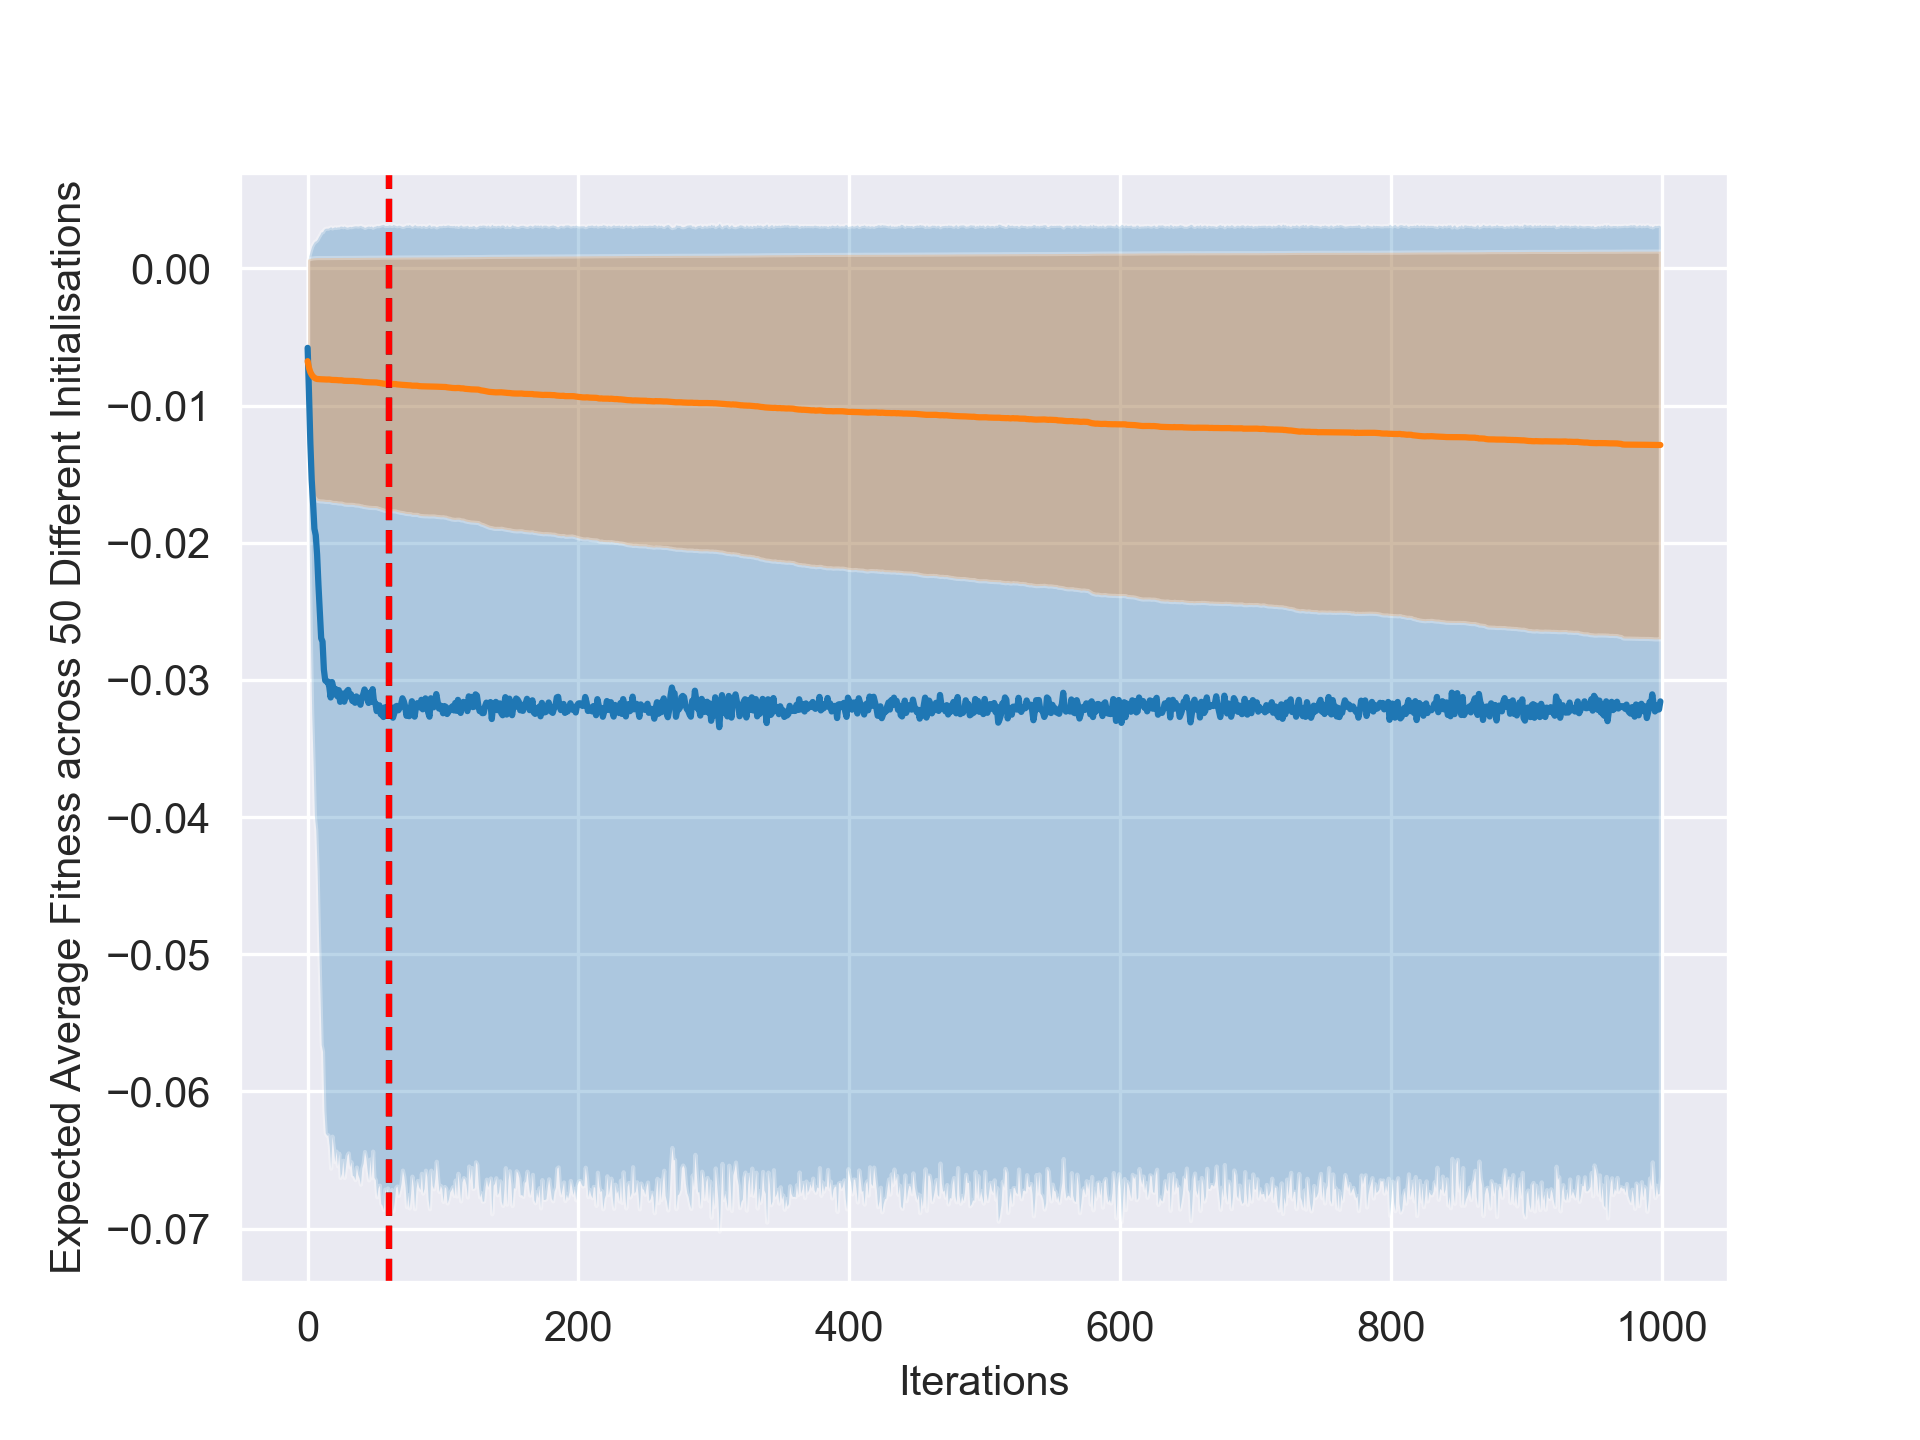 Expected Average Fitness across 50 Different Initialisations
0.00
−0.01
−0.02
−0.03
−0.04
−0.05
−0.06
−0.07
0 200 400 600 800 1000
Iterations